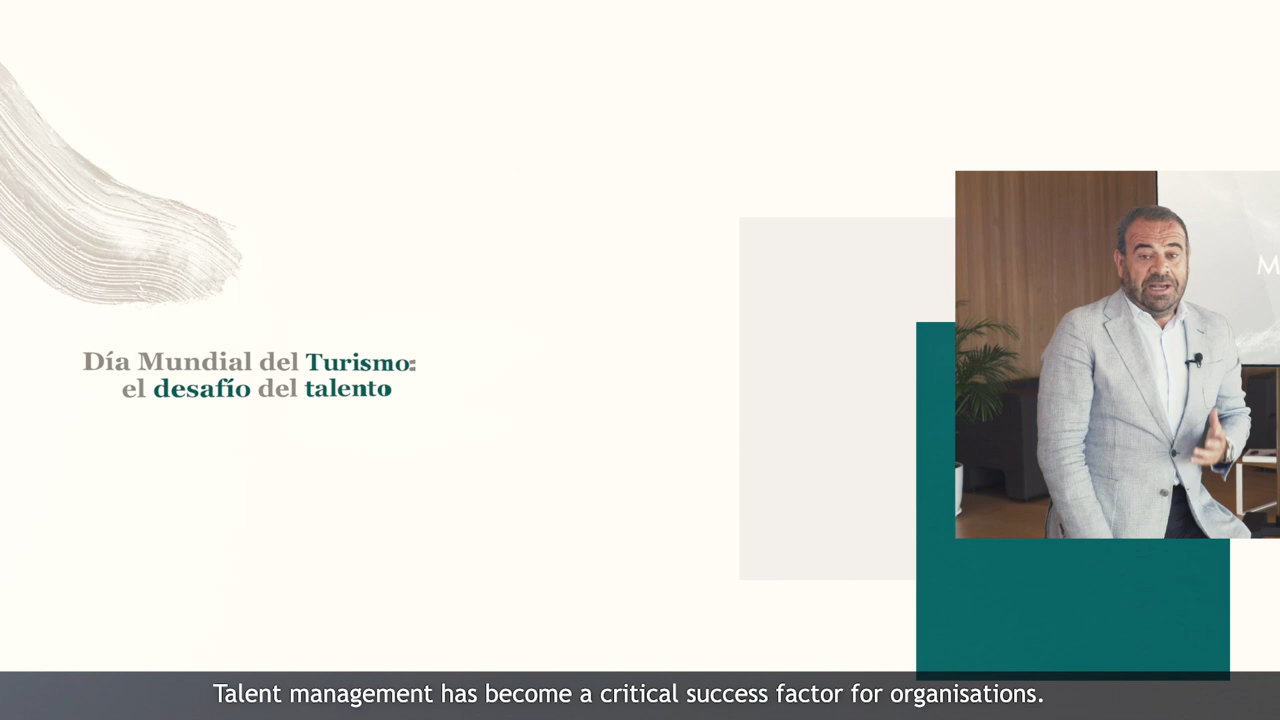 Día Mundial del Turismo:
el desafío del talento
M
Talent management has become a critical success factor for organisations.